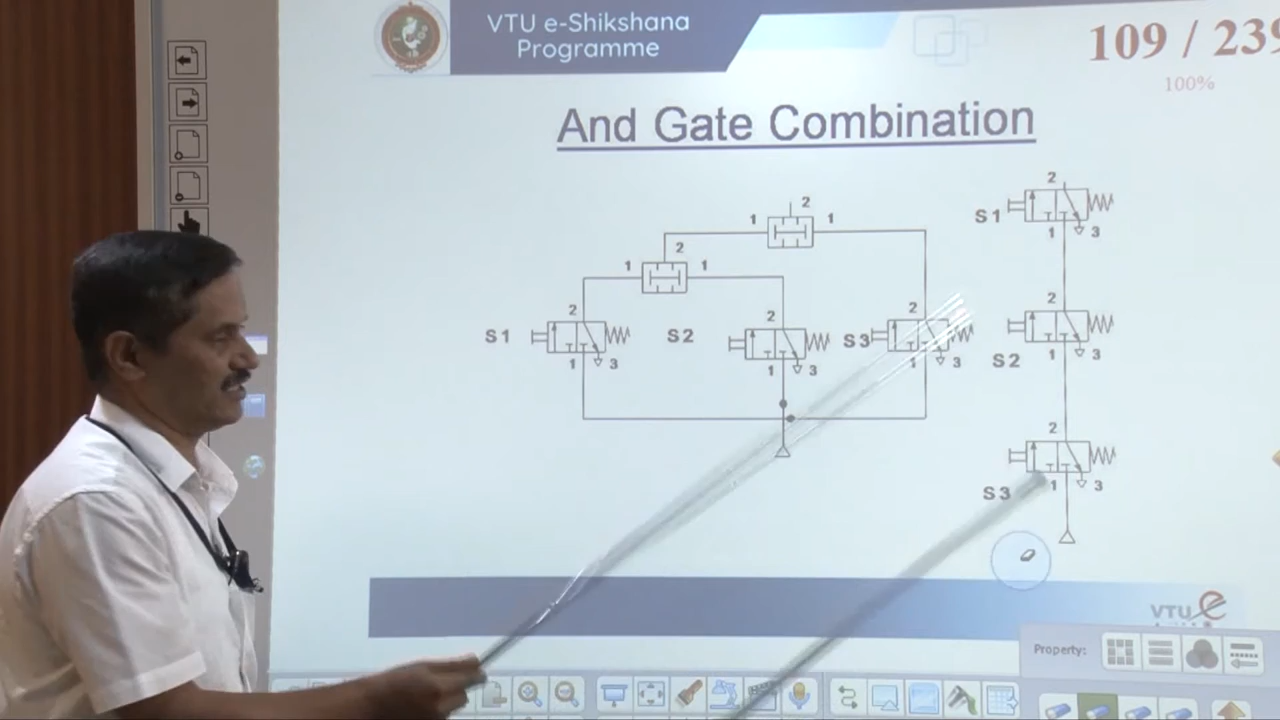 VTU e-Shikshana
Programme
109 / 239
100%
And Gate Combination
2
1 1
2
1 1
S1 2 1 3
S2 2 1 3
S3 2 1 3
S1 2 1 3
S2 2 1 3
S3 2 1 3
VTU e
Property: